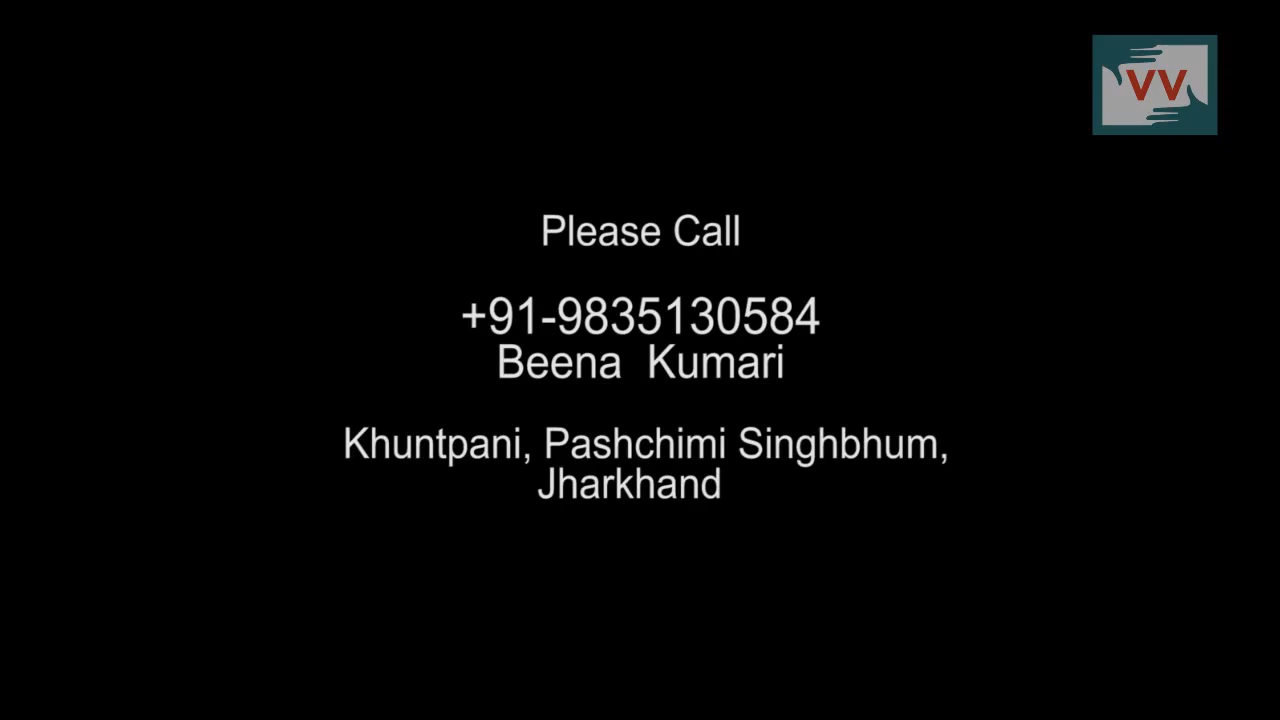 VV
Please Call
+91-9835130584
Beena Kumari
Khuntpani, Pashchimi Singhbhum,
Jharkhand